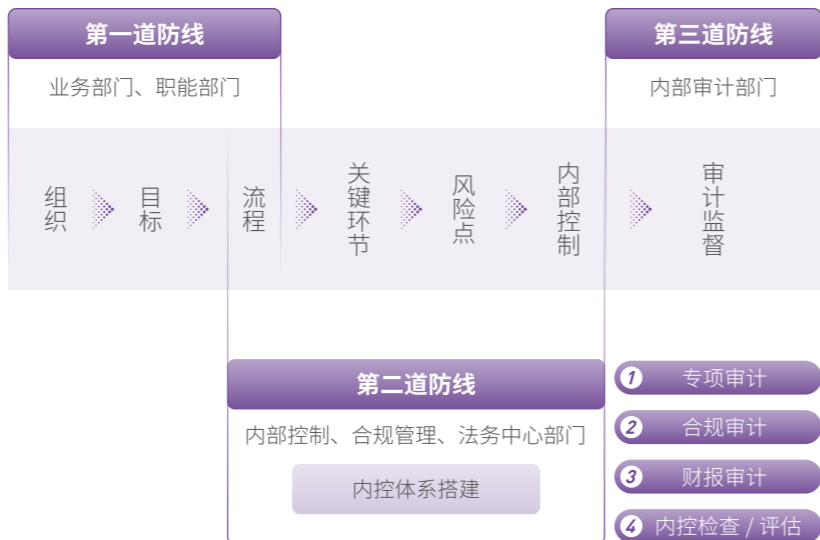 第一道防线
第三道防线
业务部门、职能部门
内部审计部门
组织
目标
流程
关键环节
风险点
内部控制
审计监督
第二道防线
内部控制、合规管理、法务中心部门
内控体系搭建
1 专项审计
2 合规审计
3 财报审计
4 内控检查 / 评估